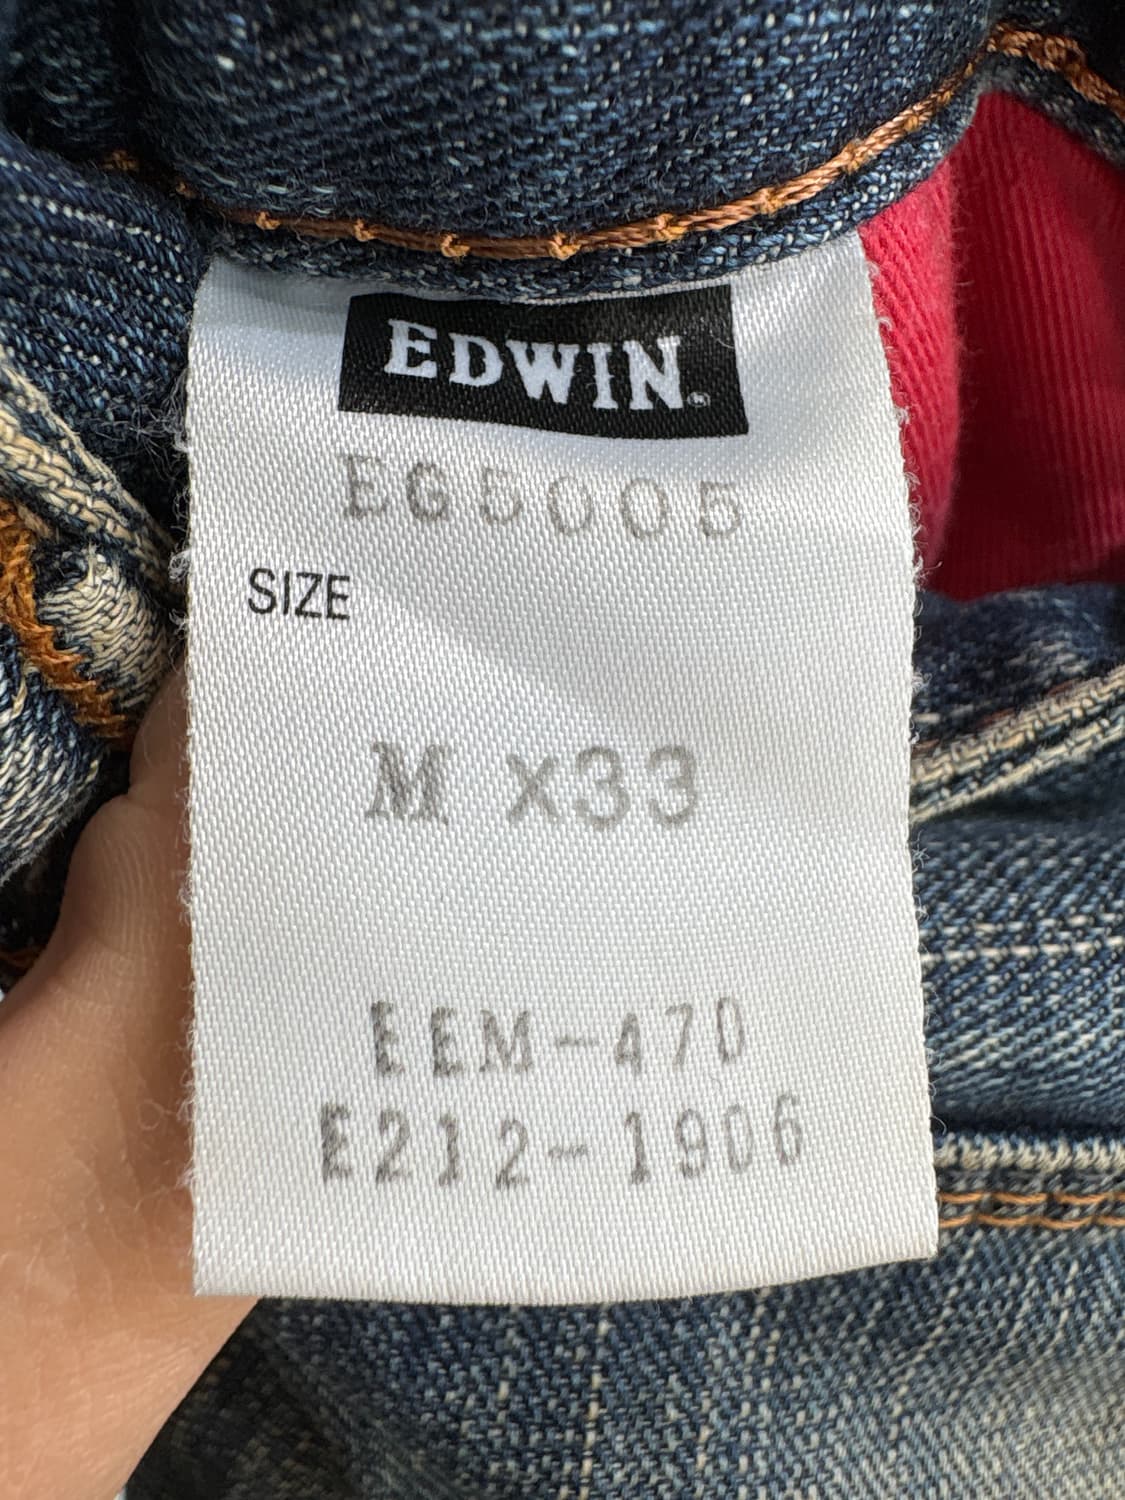 EDWIN
EG5005
SIZE
M x33
EEM-470
E212-1906